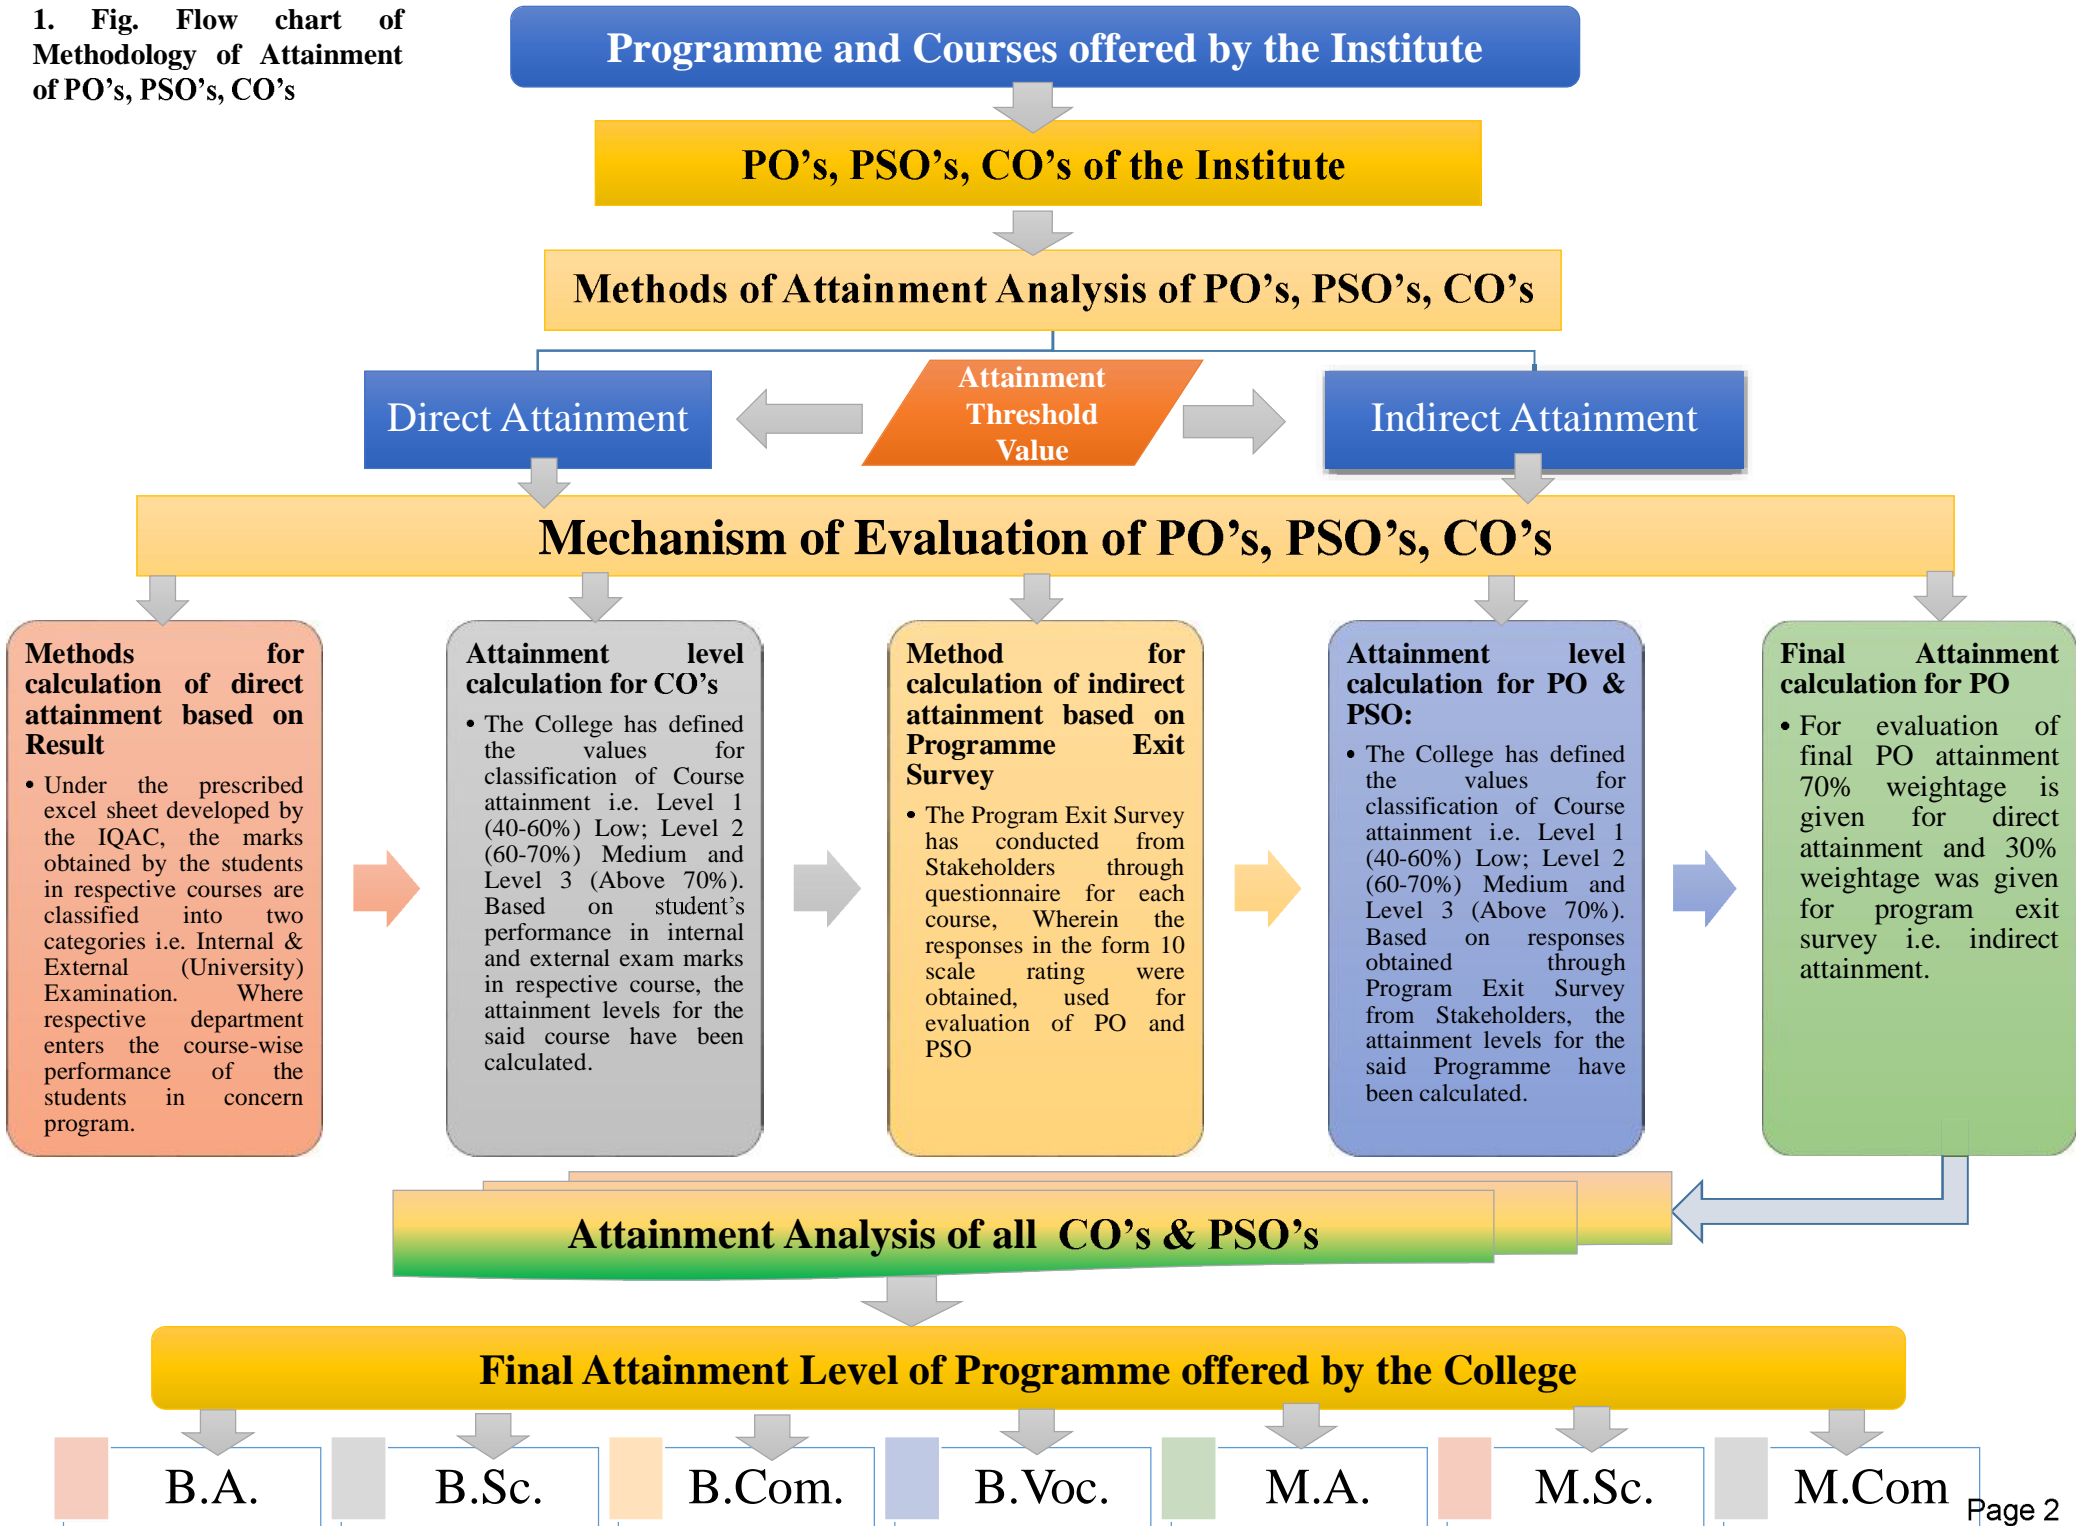 1. Fig. Flow chart of
Methodology of Attainment
of PO’s, PSO’s, CO’s
Programme and Courses offered by the Institute
PO’s, PSO’s, CO’s of the Institute
Methods of Attainment Analysis of PO’s, PSO’s, CO’s
Direct Attainment
Attainment
Threshold
Value
Indirect Attainment
Mechanism of Evaluation of PO’s, PSO’s, CO’s
Methods for
calculation of direct
attainment based on
Result
• Under the prescribed
excel sheet developed by
the IQAC, the marks
obtained by the students
in respective courses are
classified into two
categories i.e. Internal &
External (University)
Examination. Where
respective department
enters the course-wise
performance of the
students in concern
program.
Attainment level
calculation for CO’s
• The College has defined
the values for
classification of Course
attainment i.e. Level 1
(40-60%) Low; Level 2
(60-70%) Medium and
Level 3 (Above 70%).
Based on student’s
performance in internal
and external exam marks
in respective course, the
attainment levels for the
said course have been
calculated.
Method for
calculation of indirect
attainment based on
Programme Exit
Survey
• The Program Exit Survey
has conducted from
Stakeholders through
questionnaire for each
course, Wherein the
responses in the form 10
scale rating were
obtained, used for
evaluation of PO and
PSO
Attainment level
calculation for PO &
PSO:
• The College has defined
the values for
classification of Course
attainment i.e. Level 1
(40-60%) Low; Level 2
(60-70%) Medium and
Level 3 (Above 70%).
Based on responses
obtained through
Program Exit Survey
from Stakeholders, the
attainment levels for the
said Programme have
been calculated.
Final Attainment
calculation for PO
• For evaluation of
final PO attainment
70% weightage is
given for direct
attainment and 30%
weightage was given
for program exit
survey i.e. indirect
attainment.
Attainment Analysis of all CO’s & PSO’s
Final Attainment Level of Programme offered by the College
B.A.
B.Sc.
B.Com.
B.Voc.
M.A.
M.Sc.
M.Com
Page 2